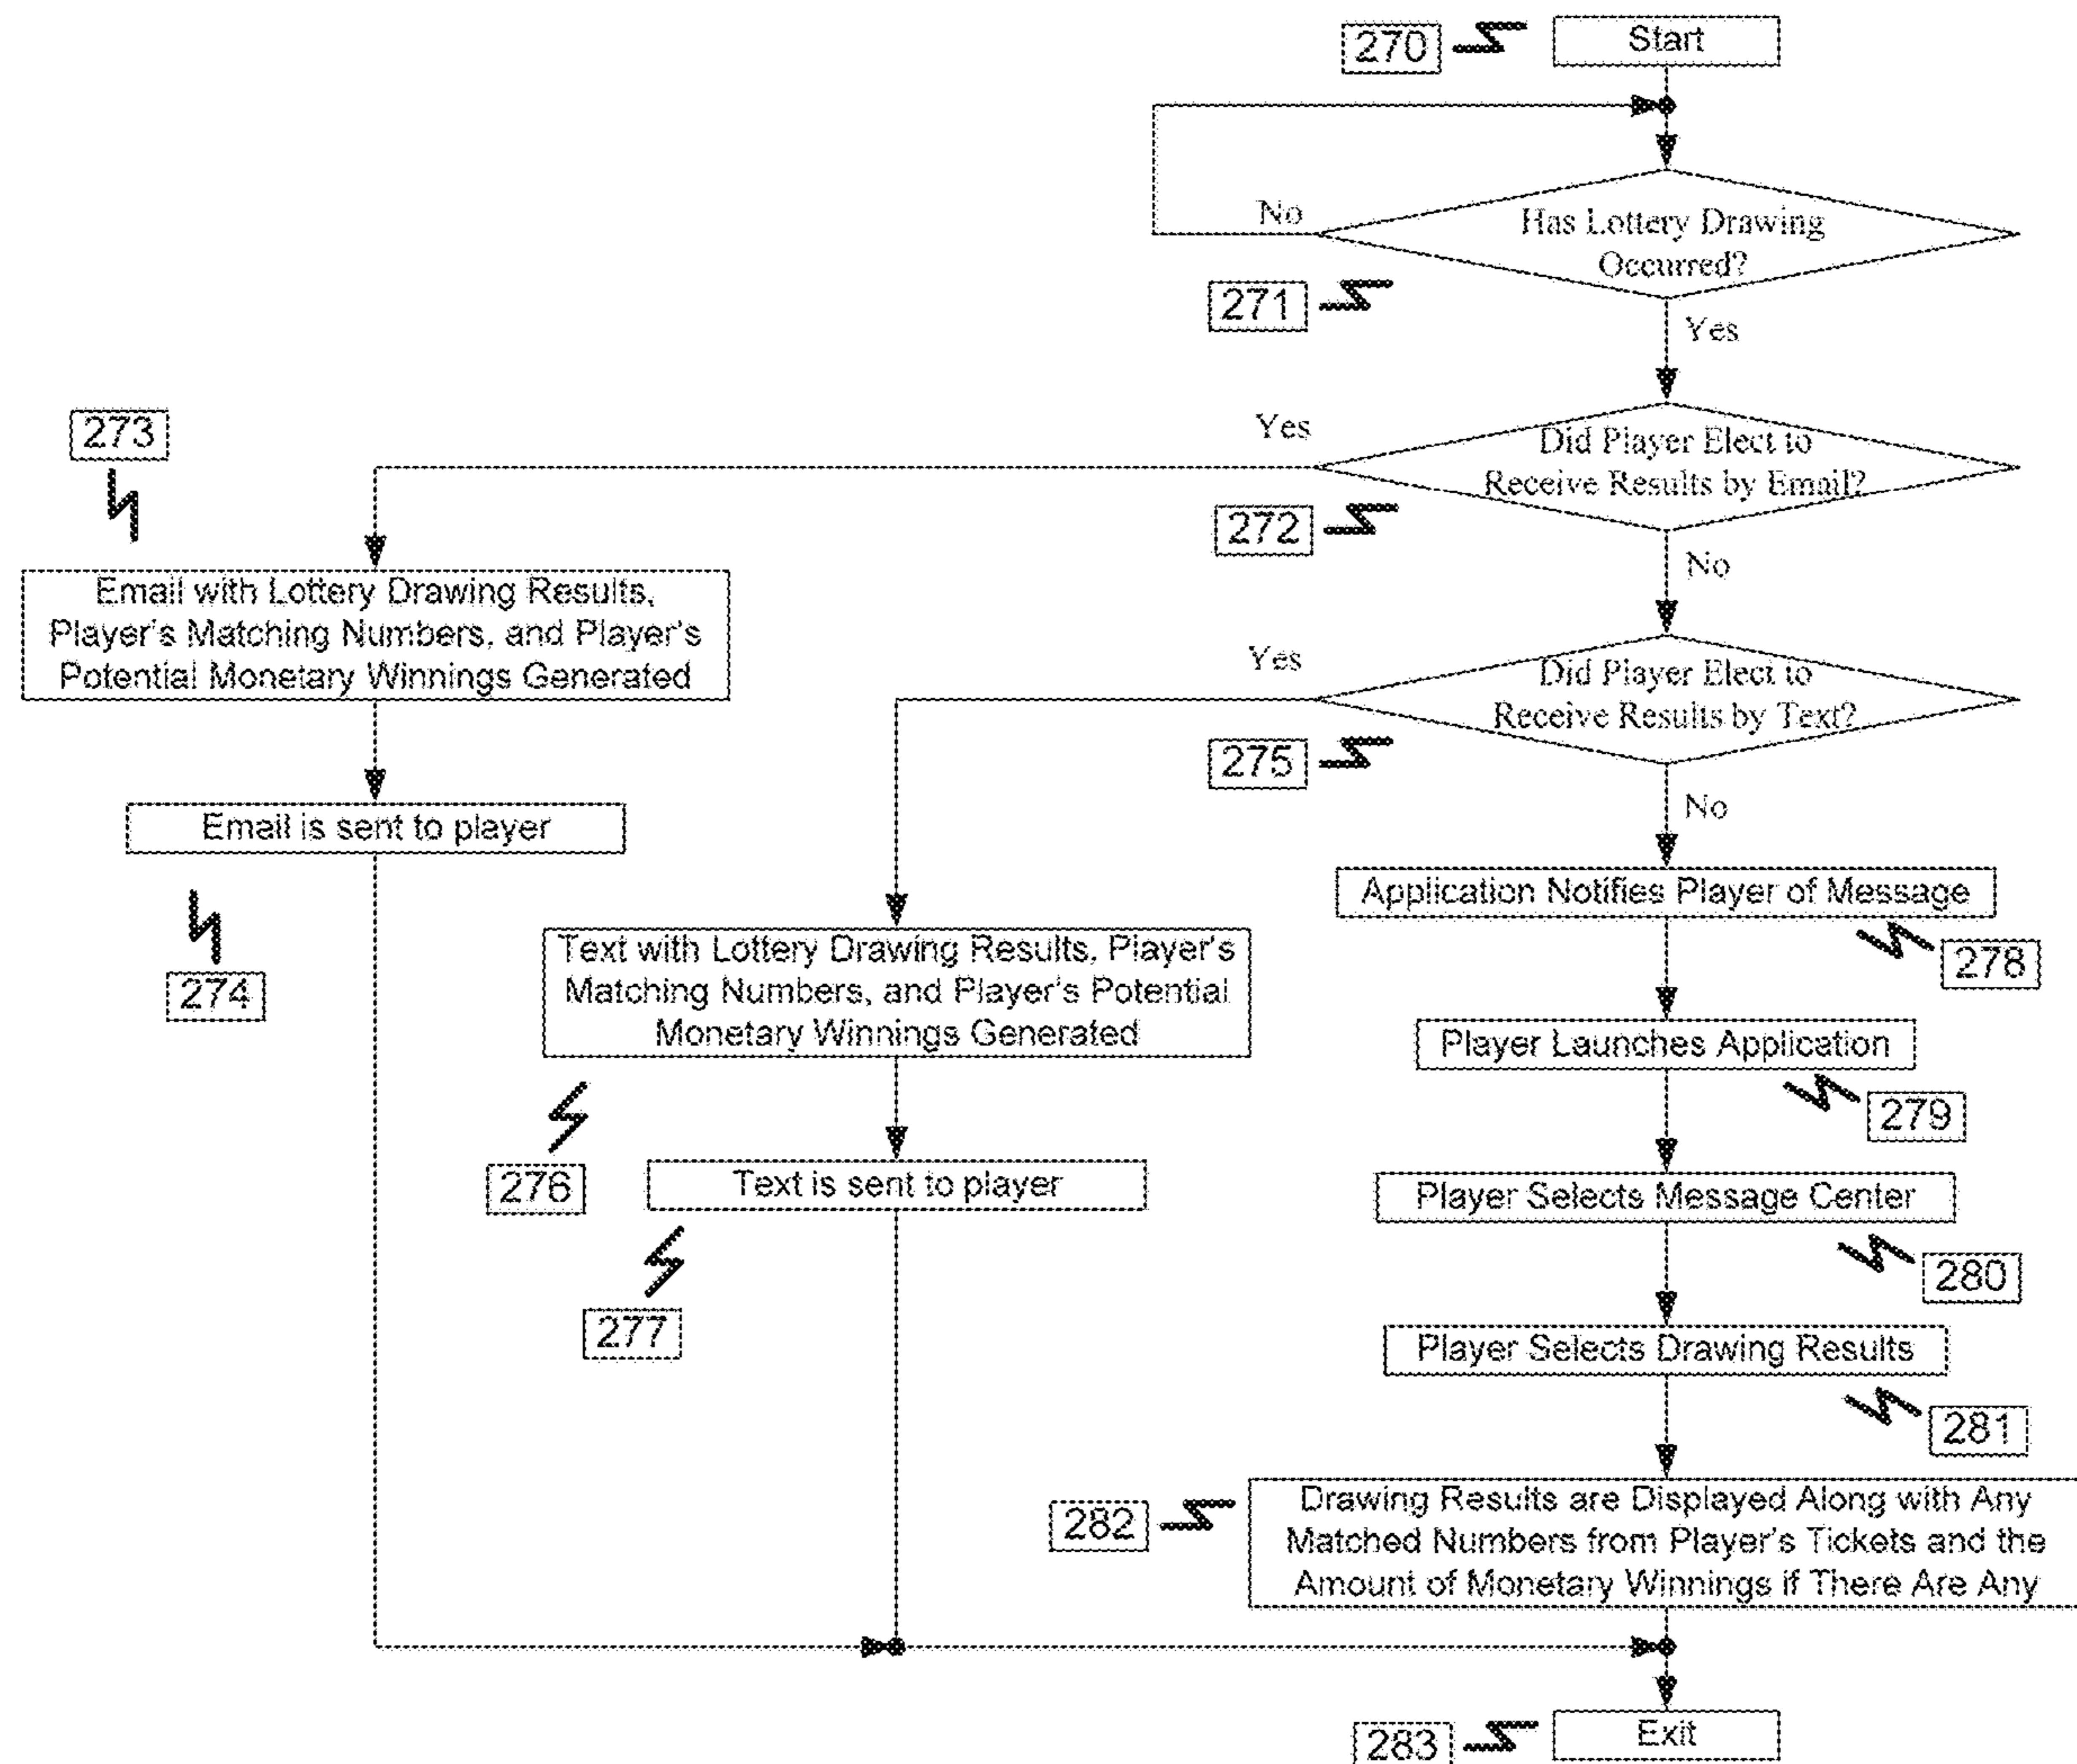 270
Start
No
Has Lottery Drawing
Occurred?
271
Yes
273
Yes
Did Player Elect to
Receive Results by Email?
272
No
Email with Lottery Drawing Results,
Player's Matching Numbers, and Player's
Potential Monetary Winnings Generated
Yes
Did Player Elect to
Receive Results by Text?
275
No
Email is sent to player
274
Application Notifies Player of Message
278
Text with Lottery Drawing Results, Player's
Matching Numbers, and Player's Potential
Monetary Winnings Generated
Player Launches Application
279
276
Text is sent to player
277
Player Selects Message Center
280
Player Selects Drawing Results
281
282
Drawing Results are Displayed Along with Any
Matched Numbers from Player's Tickets and the
Amount of Monetary Winnings if There Are Any
283
Exit